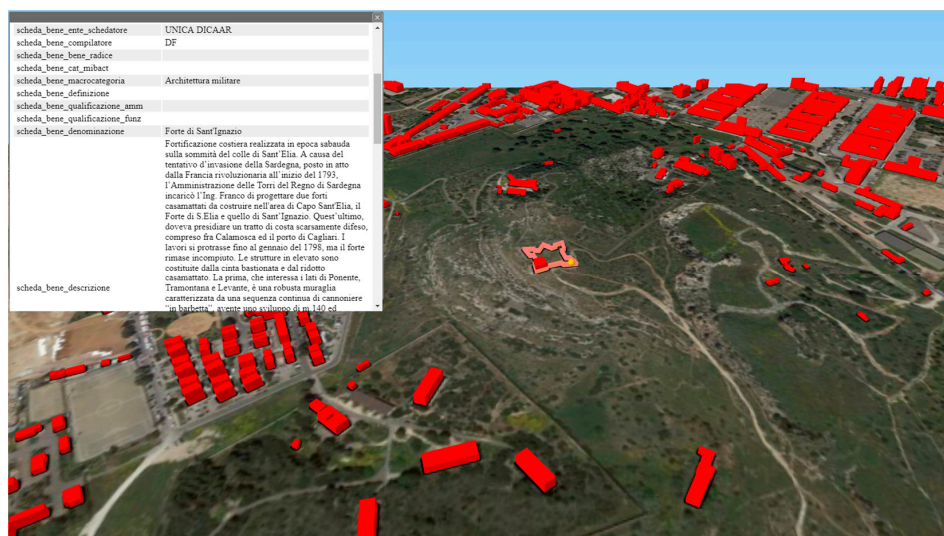 scheda_bene_ente_schedatore UNICA DICAAR
scheda_bene_compilatore DF
scheda_bene_bene_radice
scheda_bene_cat_mibact
scheda_bene_macrocategoria Architettura militare
scheda_bene_definizione
scheda_bene_qualificazione_amm
scheda_bene_qualificazione_funz
scheda_bene_denominazione Forte di Sant'Ignazio
Fortificazione costiera realizzata in epoca sabauda
sulla sommità del colle di Sant'Elia. A causa del
tentativo d'invasione della Sardegna, posto in atto
dalla Francia rivoluzionaria all'inizio del 1793,
l'Amministrazione delle Torri del Regno di Sardegna
incaricò l'Ing. Franco di progettare due forti
casamattati da costruire nell'area di Capo Sant'Elia, il
Forte di S.Elia e quello di Sant'Ignazio. Quest'ultimo,
doveva presidiare un tratto di costa scarsamente difeso,
compreso fra Calamosca ed il porto di Cagliari. I
lavori si protrasse fino al gennaio del 1798, ma il forte
rimase incompiuto. Le strutture in elevato sono
costituite dalla cinta bastionata e dal ridotto
casamattato. La prima, che interessa i lati di Ponente,
scheda_bene_descrizione Tramontana e Levante, è una robusta muraglia
caratterizzata da una sequenza continua di cannoniere
"in barbetta", avente uno sviluppo di m 140 ed